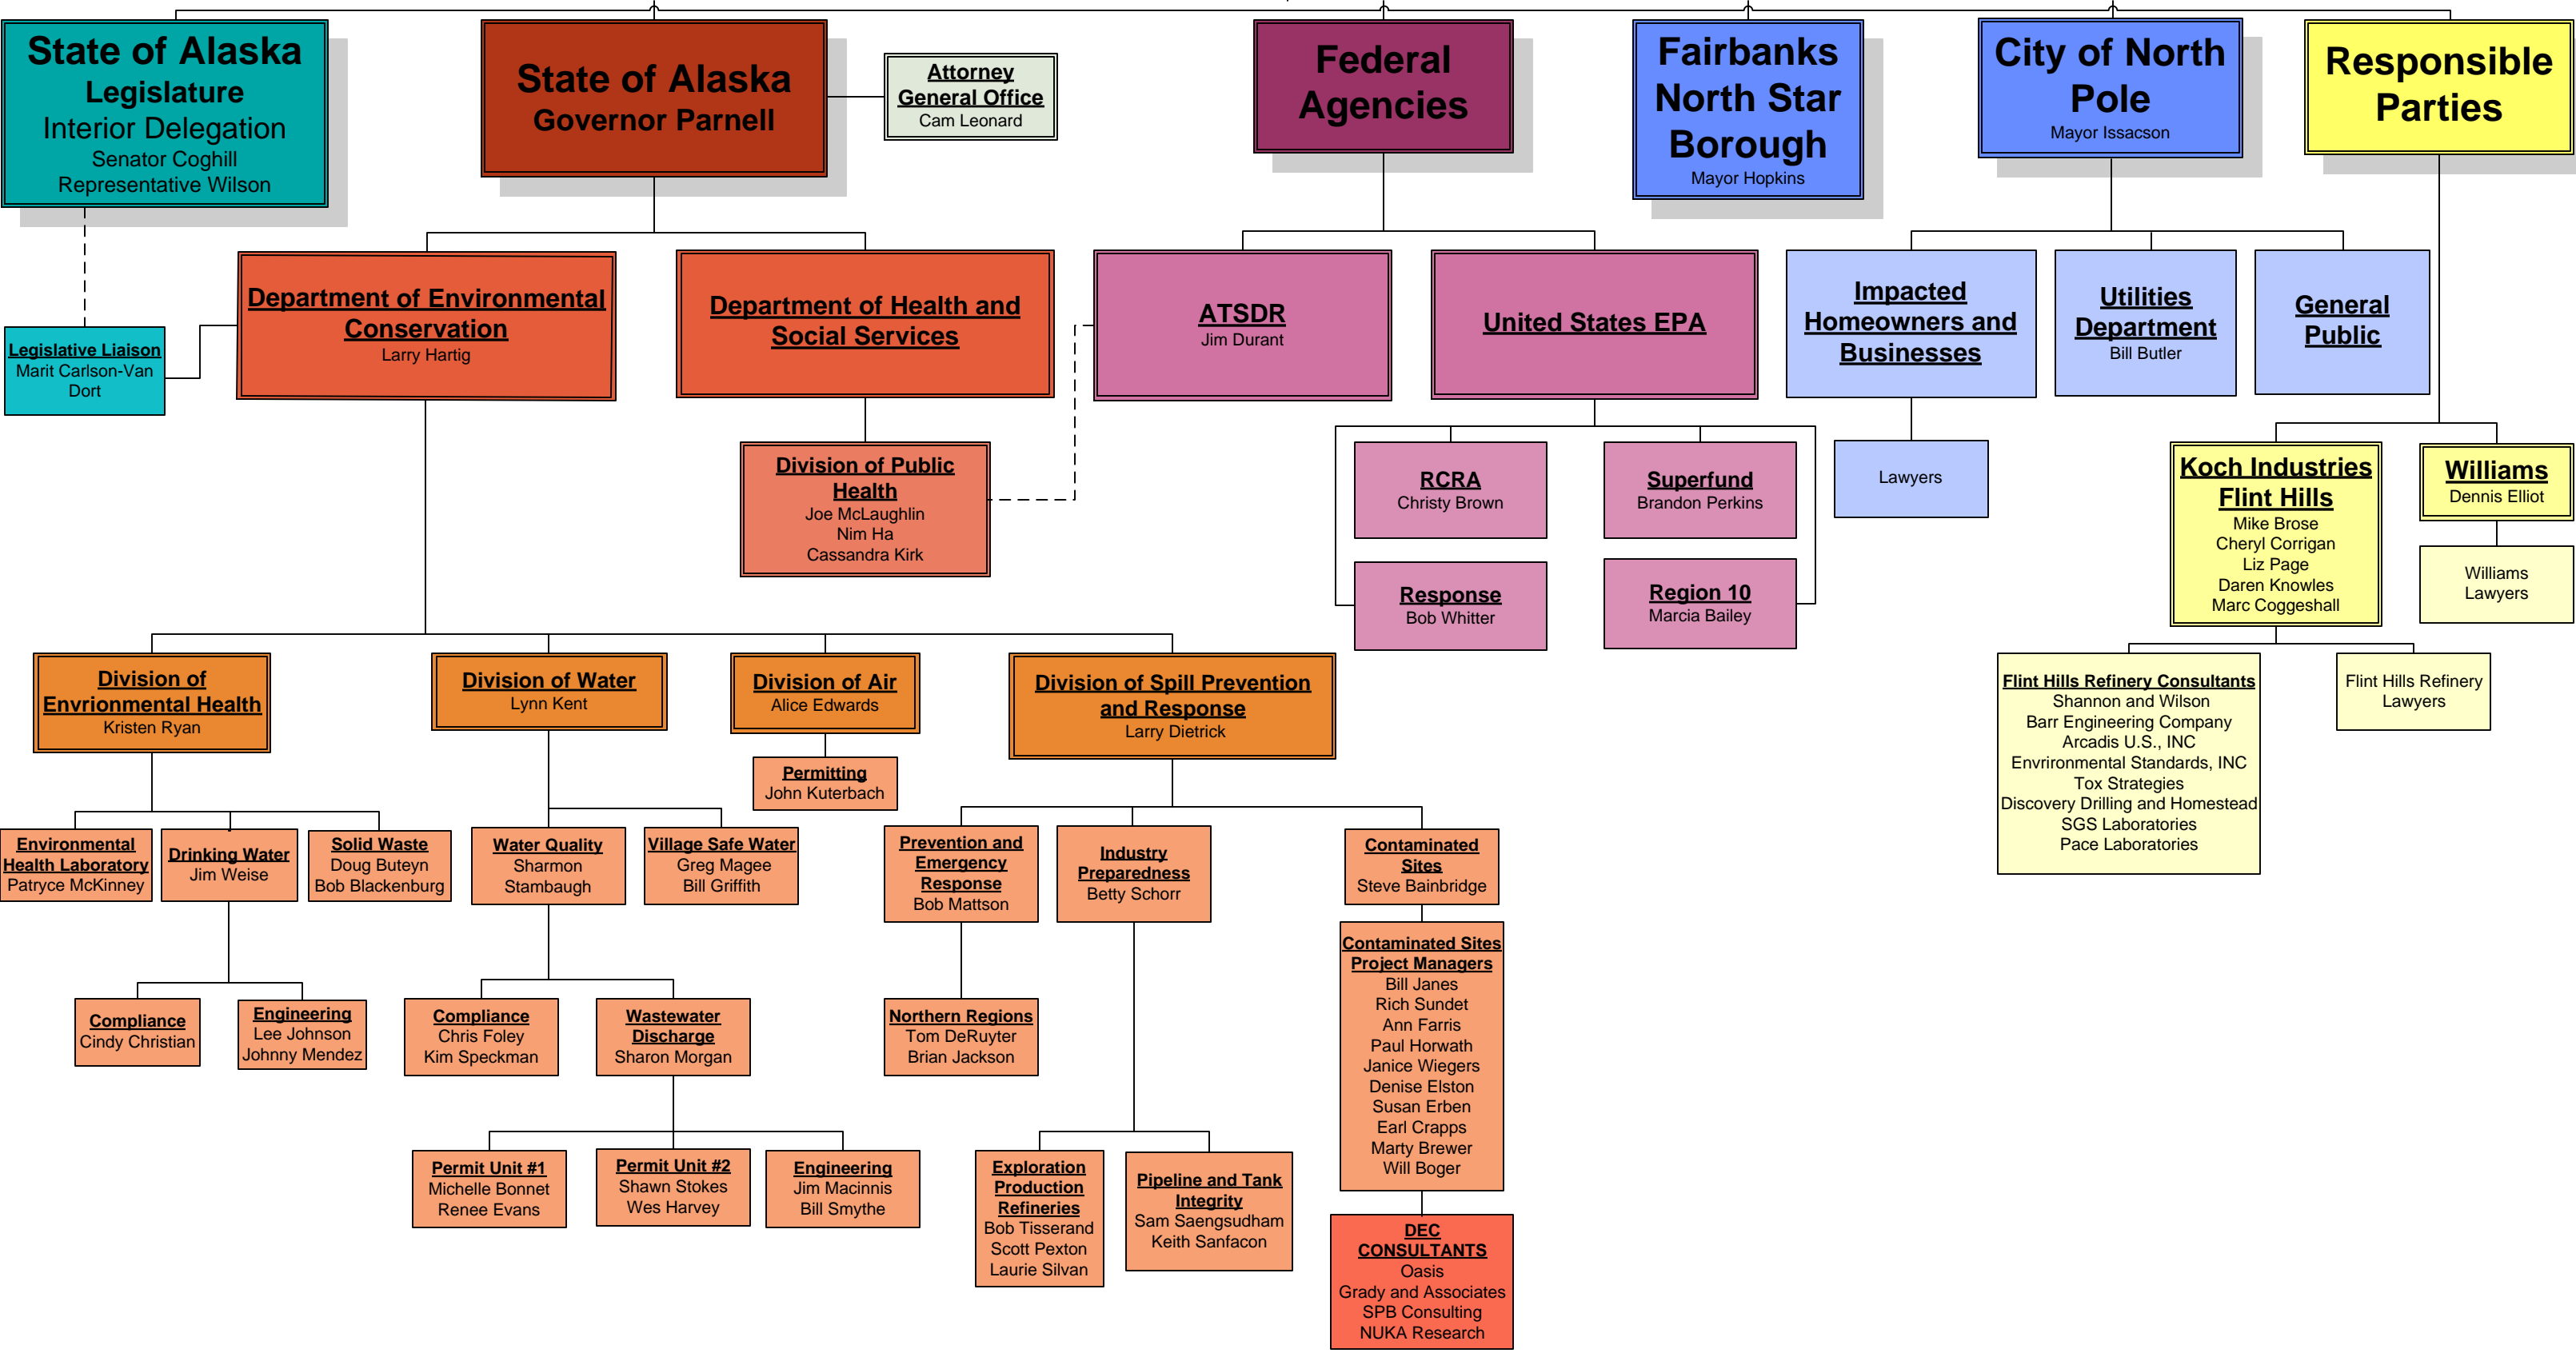 State of Alaska
Legislature
Interior Delegation
Senator Coghill
Representative Wilson
State of Alaska
Governor Parnell
Attorney
General Office
Cam Leonard
Federal
Agencies
Fairbanks
North Star
Borough
Mayor Hopkins
City of North
Pole
Mayor Issacson
Responsible
Parties
Legislative Liaison
Marit Carlson-Van
Dort
Department of Environmental
Conservation
Larry Hartig
Department of Health and
Social Services
ATSDR
Jim Durant
United States EPA
Impacted
Homeowners and
Businesses
Utilities
Department
Bill Butler
General
Public
Division of Public
Health
Joe McLaughlin
Nim Ha
Cassandra Kirk
RCRA
Christy Brown
Superfund
Brandon Perkins
Response
Bob Whitter
Region 10
Marcia Bailey
Lawyers
Koch Industries
Flint Hills
Mike Brose
Cheryl Corrigan
Liz Page
Daren Knowles
Marc Coggeshall
Williams
Dennis Elliot
Williams
Lawyers
Division of
Envrionmental Health
Kristen Ryan
Division of Water
Lynn Kent
Division of Air
Alice Edwards
Permitting
John Kuterbach
Division of Spill Prevention
and Response
Larry Dietrick
Flint Hills Refinery Consultants
Shannon and Wilson
Barr Engineering Company
Arcadis U.S., INC
Envrironmental Standards, INC
Tox Strategies
Discovery Drilling and Homestead
SGS Laboratories
Pace Laboratories
Flint Hills Refinery
Lawyers
Environmental
Health Laboratory
Patryce McKinney
Drinking Water
Jim Weise
Solid Waste
Doug Buteyn
Bob Blackenburg
Water Quality
Sharmon
Stambaugh
Village Safe Water
Greg Magee
Bill Griffith
Prevention and
Emergency
Response
Bob Mattson
Industry
Preparedness
Betty Schorr
Contaminated
Sites
Steve Bainbridge
Contaminated Sites
Project Managers
Bill Janes
Rich Sundet
Ann Farris
Paul Horwath
Janice Wiegers
Denise Elston
Susan Erben
Earl Crapps
Marty Brewer
Will Boger
Compliance
Cindy Christian
Engineering
Lee Johnson
Johnny Mendez
Compliance
Chris Foley
Kim Speckman
Wastewater
Discharge
Sharon Morgan
Northern Regions
Tom DeRuyter
Brian Jackson
Permit Unit #1
Michelle Bonnet
Renee Evans
Permit Unit #2
Shawn Stokes
Wes Harvey
Engineering
Jim Macinnis
Bill Smythe
Exploration
Production
Refineries
Bob Tisserand
Scott Pexton
Laurie Silvan
Pipeline and Tank
Integrity
Sam Saengsudham
Keith Sanfacon
DEC
CONSULTANTS
Oasis
Grady and Associates
SPB Consulting
NUKA Research